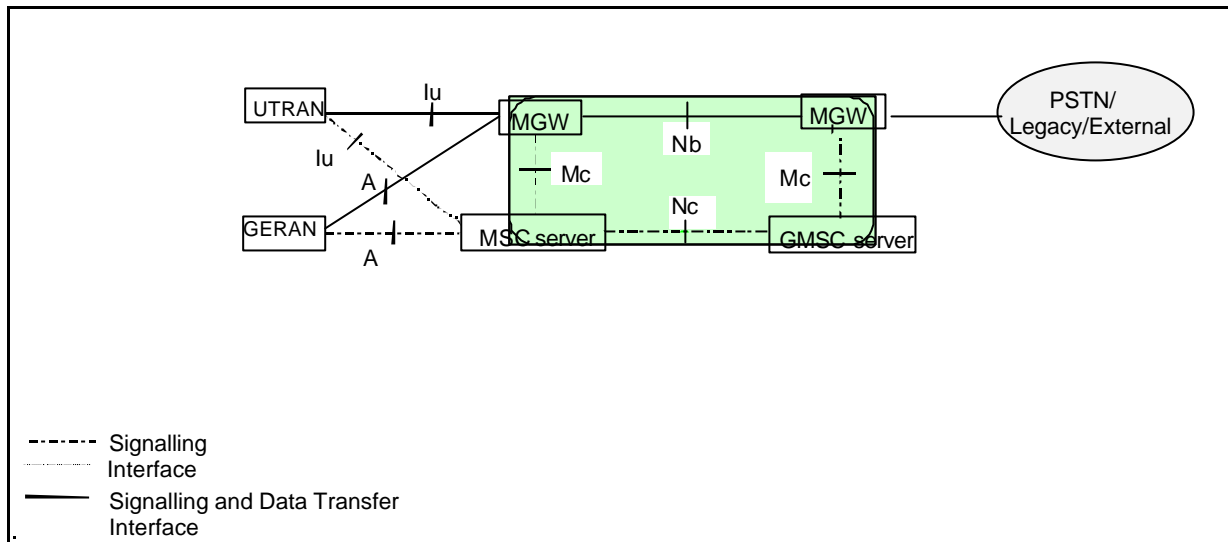 Iu
UTRAN
MGW
MGW
PSTN/
Legacy/External
Nb
Iu
A
Mc
Mc
Nc
GERAN
MSC server
GMSC server
A
Signalling
Interface
Signalling and Data Transfer
Interface